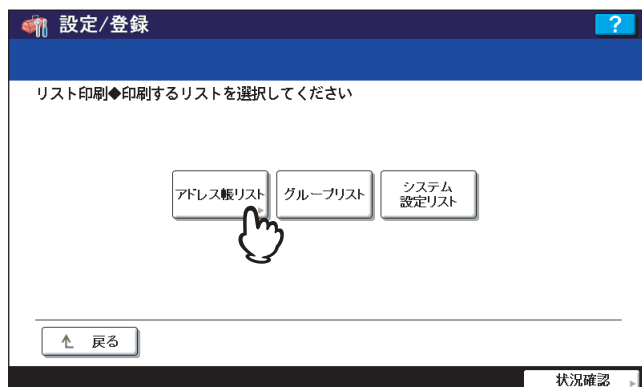 設定/登録
?
リスト印刷◆印刷するリストを選択してください
アドレス帳リスト
グループリスト
システム
設定リスト
戻る
状況確認